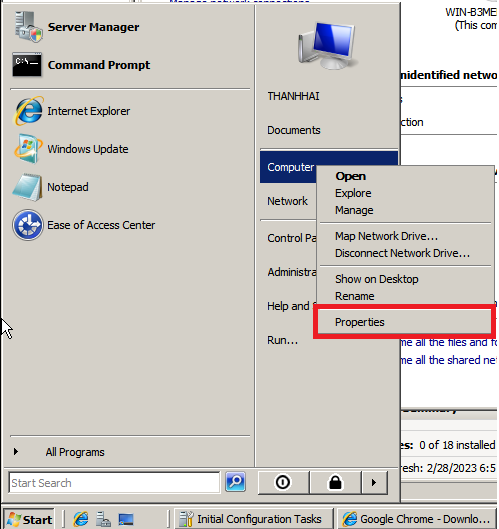 Manage network connections
WIN-B3ME
(This com
Server Manager
Command Prompt
nidentified netwo
Internet Explorer
THANHHAI
s
ction
Documents
Windows Update
Computer
Notepad
Open
Explore
Network
Manage
Ease of Access Center
Control Pa
Map Network Drive...
Disconnect Network Drive...
Administra
Show on Desktop
Rename
Help and S
Properties
Run...
me all the files and fo
me all the shared net
All Programs
es: 0 of 18 installed
Start Search
resh: 2/28/2023 6:5
Start
Initial Configuration Tasks
Google Chrome - Downlo...